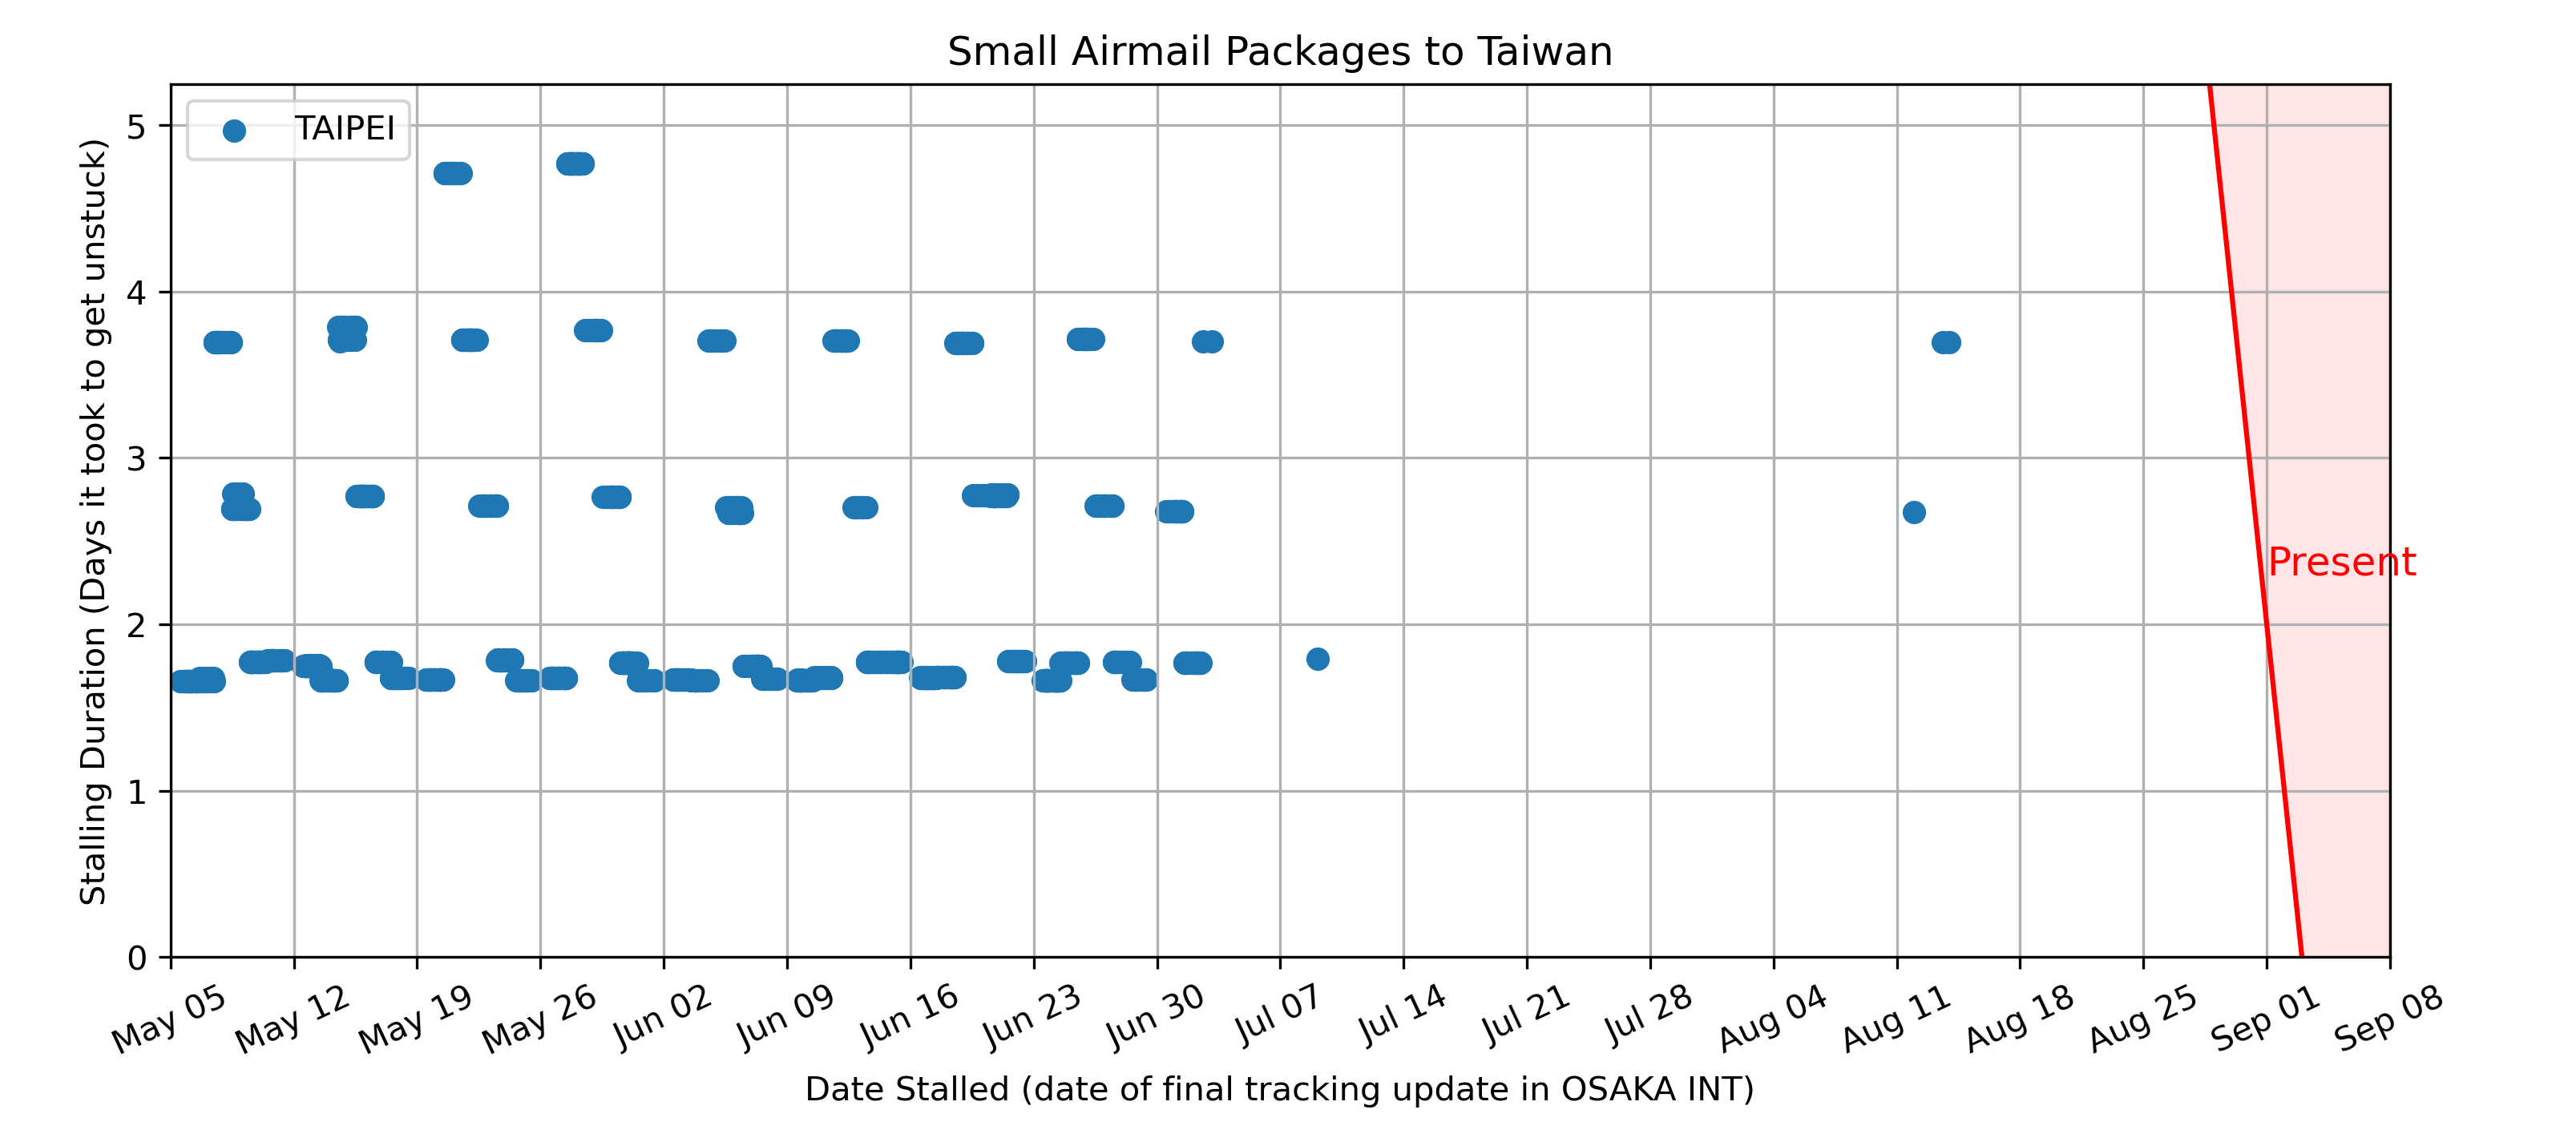 Small Airmail Packages to Taiwan
TAIPEI
Stalling Duration (Days it took to get unstuck)
5
4
3
2
1
0
Present
May 05
May 12
May 19
May 26
Jun 02
Jun 09
Jun 16
Jun 23
Jun 30
Jul 07
Jul 14
Jul 21
Jul 28
Aug 04
Aug 11
Aug 18
Aug 25
Sep 01
Sep 08
Date Stalled (date of final tracking update in OSAKA INT)